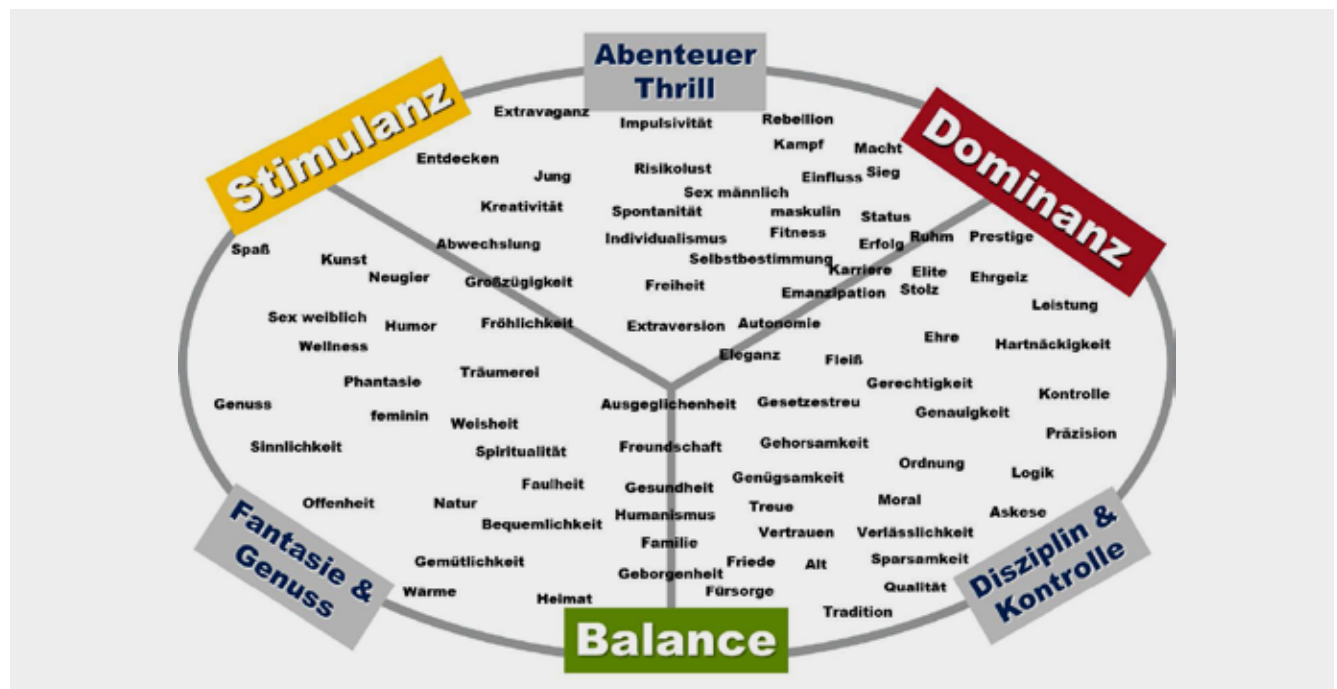 Abenteuer
Thrill
Stimulanz
Dominanz
Extravaganz
Impulsivität
Rebellion
Kampf
Macht
Entdecken
Jung
Risikolust
Einfluss
Sieg
Sex männlich
Kreativität
Spontanität
maskulin
Status
Abwechslung
Individualismus
Fitness
Erfolg
Ruhm
Prestige
Spaß
Kunst
Neugier
Großzügigkeit
Selbstbestimmung
Freiheit
Karriere
Elite
Ehrgeiz
Emanzipation
Stolz
Leistung
Sex weiblich
Humor
Fröhlichkeit
Extraversion
Autonomie
Wellness
Eleganz
Fleiß
Ehre
Hartnäckigkeit
Phantasie
Träumerei
Gerechtigkeit
Kontrolle
Genuss
feminin
Weisheit
Ausgeglichenheit
Gesetzestreu
Genauigkeit
Präzision
Sinnlichkeit
Spiritualität
Freundschaft
Gehorsamkeit
Ordnung
Logik
Faulheit
Gesundheit
Genügsamkeit
Offenheit
Natur
Bequemlichkeit
Humanismus
Treue
Moral
Askese
Vertrauen
Verlässlichkeit
Familie
Gemütlichkeit
Geborgenheit
Friede
Alt
Sparsamkeit
Wärme
Heimat
Fürsorge
Qualität
Tradition
Fantasie &
Genuss
Balance
Disziplin &
Kontrolle